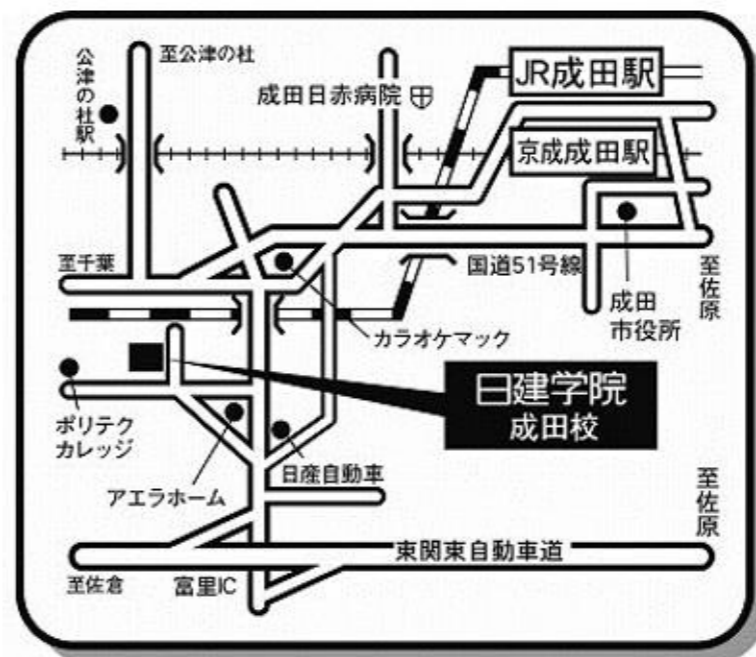 至公津の杜
公津の杜駅
成田日赤病院
JR成田駅
京成成田駅
至千葉
国道51号線
至佐原
成田
市役所
カラオケマック
日建学院
成田校
ポリテク
カレッジ
アエラホーム
日産自動車
至佐原
東関東自動車道
至佐倉
富里IC